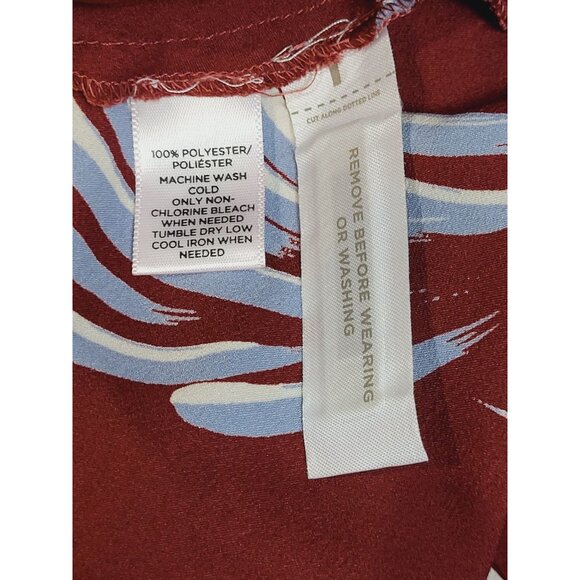 100% POLYESTER/
POLIÉSTER
MACHINE WASH
COLD
ONLY NON-
CHLORINE BLEACH
WHEN NEEDED
TUMBLE DRY LOW
COOL IRON WHEN
NEEDED
CUT ALONG DOTTED LINE
REMOVE BEFORE WEARING
OR WASHING